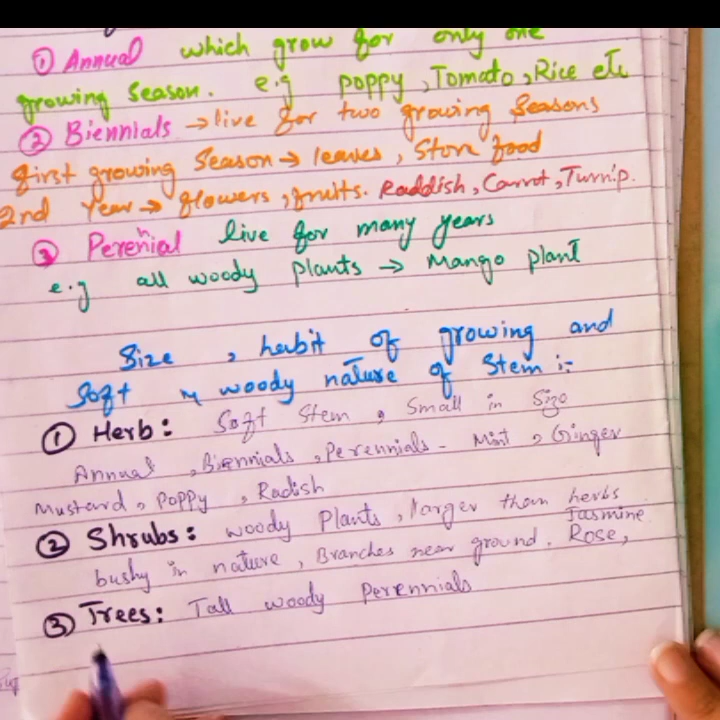 ① Annual which grow for only one
growing season. e.g poppy, Tomato, Rice etc
② Biennials → live for two growing seasons
first growing season → leaves, store food
2nd year → flowers, fruits. Raddish, Carrot, Turnip.
③ Perennial live for many years
e.g all woody plants → Mango plant
Size, habit of growing and
soft woody nature of stem :-
① Herb: Soft stem, small in size
Annual, Biennials, Perennials - Mint, Ginger
Mustard, Poppy, Radish
② Shrubs: woody plants, larger than herbs
Jasmine
bushy in nature, Branches near ground. Rose,
③ Trees: Tall woody Perennials